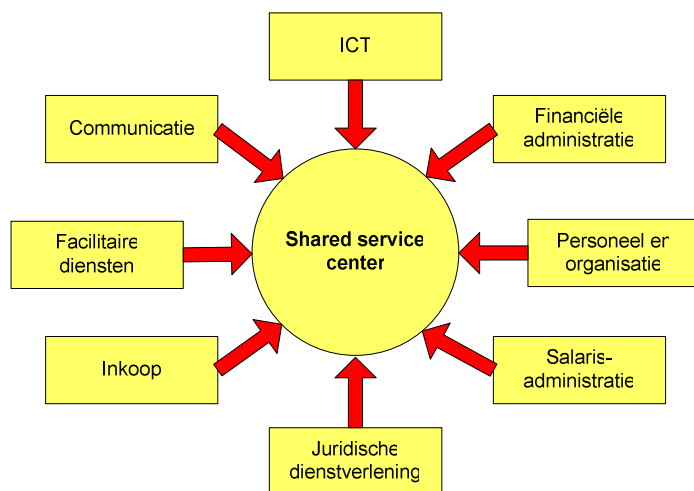 ICT
Communicatie
Financiële
administratie
Shared service
center
Facilitaire
diensten
Personeel en
organisatie
Inkoop
Salaris-
administratie
Juridische
dienstverlening